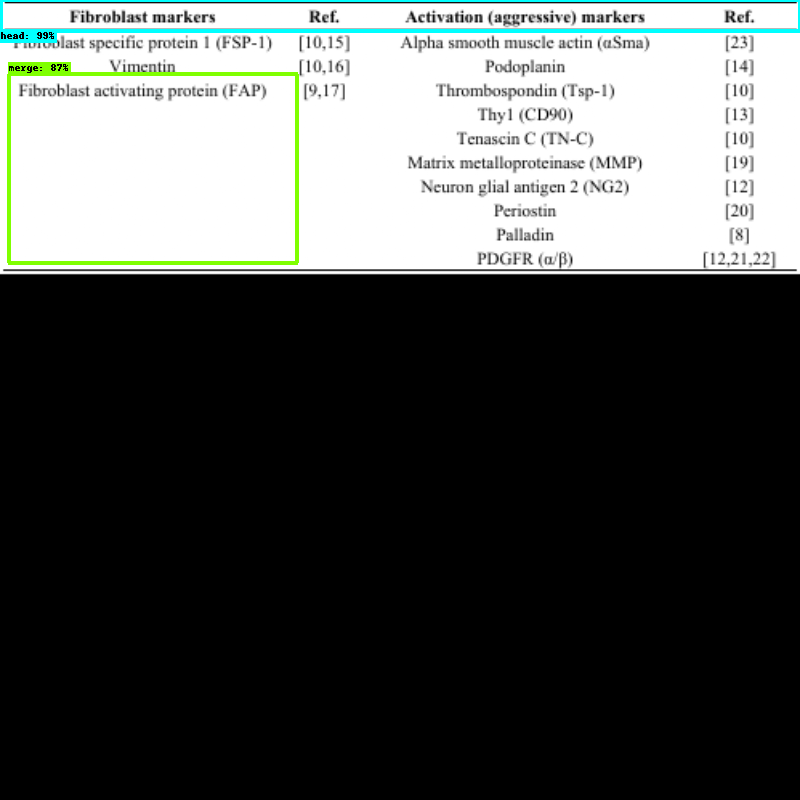 Fibroblast markers Ref. Activation (aggressive) markers Ref.
head: 99%
Fibroblast specific protein 1 (FSP-1) [10,15] Alpha smooth muscle actin (αSma) [23]
merge: 87%
Vimentin [10,16] Podoplanin [14]
Fibroblast activating protein (FAP) [9,17] Thrombospondin (Tsp-1) [10]
Thy1 (CD90) [13]
Tenascin C (TN-C) [10]
Matrix metalloproteinase (MMP) [19]
Neuron glial antigen 2 (NG2) [12]
Periostin [20]
Palladin [8]
PDGFR (α/β) [12,21,22]